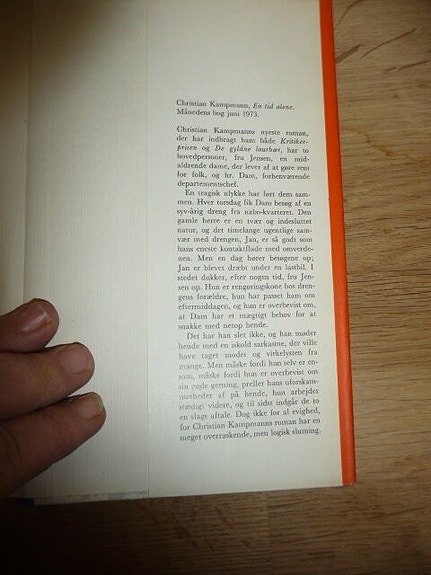 Christian Kampmann, En tid alene.
Månedens bog juni 1973.
Christian Kampmanns nyeste roman,
der har indbragt ham både Kritiker-
prisen og De gyldne laurbær, har to
hovedpersoner, fru Jensen, en mid-
aldrende dame, der lever af at gøre rent
for folk, og hr. Dam, forhenværende
departementschef.
En tragisk ulykke har ført dem sam-
men. Hver torsdag fik Dam besøg af en
syv-årig dreng fra nabo-kvarteret. Den
gamle herre er en tvær og indesluttet
natur, og det timelange ugentlige sam-
vær med drengen, Jan, er så godt som
hans eneste kontaktflade med omverde-
nen. Men en dag hører besøgene op;
Jan er blevet dræbt under en lastbil. I
stedet dukker, efter nogen tid, fru Jen-
sen op. Hun er rengøringskone hos dren-
gens forældre, hun har passet ham om
eftermiddagen, og hun er overbevist om,
at Dam har et mægtigt behov for at
snakke med netop hende.
Det har han slet ikke, og han møder
hende med en iskold sarkasme, der ville
have taget modet og virkelysten fra
mange. Men måske fordi hun selv er en-
som, måske fordi hun er overbevist om
sin gode gerning, preller hans uforskam-
metheder af på hende, hun arbejder
stædigt videre, og til sidst indgår de to
en slags aftale. Dog ikke for al evighed,
for Christian Kampmanns roman har en
meget overraskende, men logisk slutning.